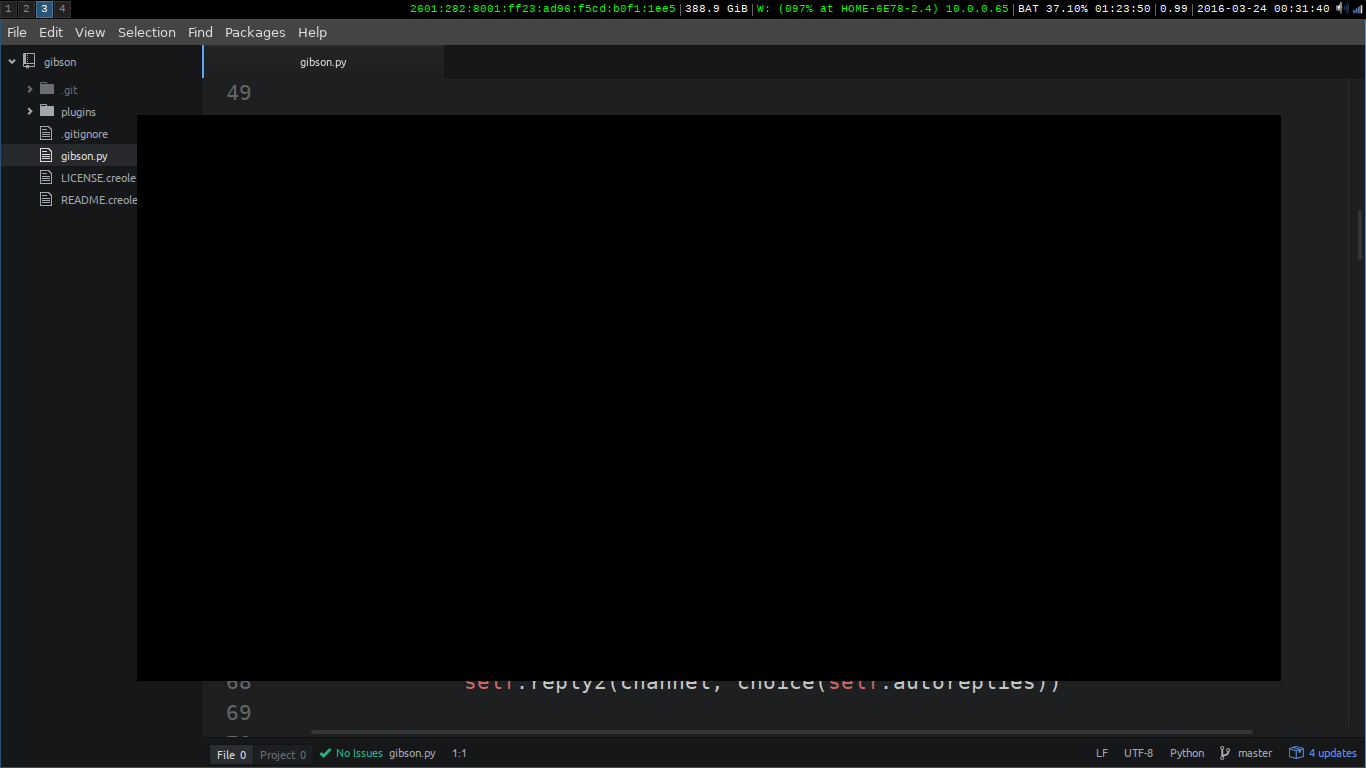 1 2 3 4 2601:282:8001:ff23:ad96:f5cd:b0f1:1ee5|388.9 GiB|W: (097% at HOME-6E78-2.4) 10.0.0.65|BAT 37.10% 01:23:50|0.99|2016-03-24 00:31:40
File Edit View Selection Find Packages Help
gibson gibson.py
.git
plugins
.gitignore
gibson.py
LICENSE.creole
README.creole
49
68 self.reply2(channel, choice(self.autoreplies))
69
File 0 Project 0 No Issues gibson.py 1:1 LF UTF-8 Python master 4 updates